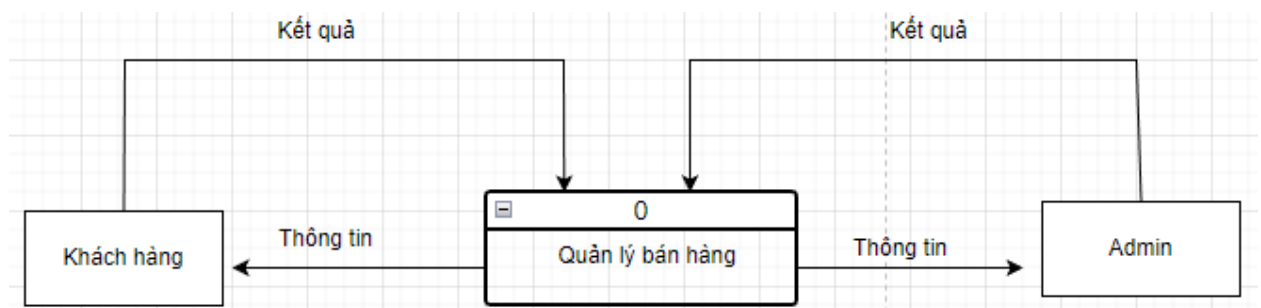 Kết quả
Kết quả
0
Khách hàng
Thông tin
Quản lý bán hàng
Thông tin
Admin